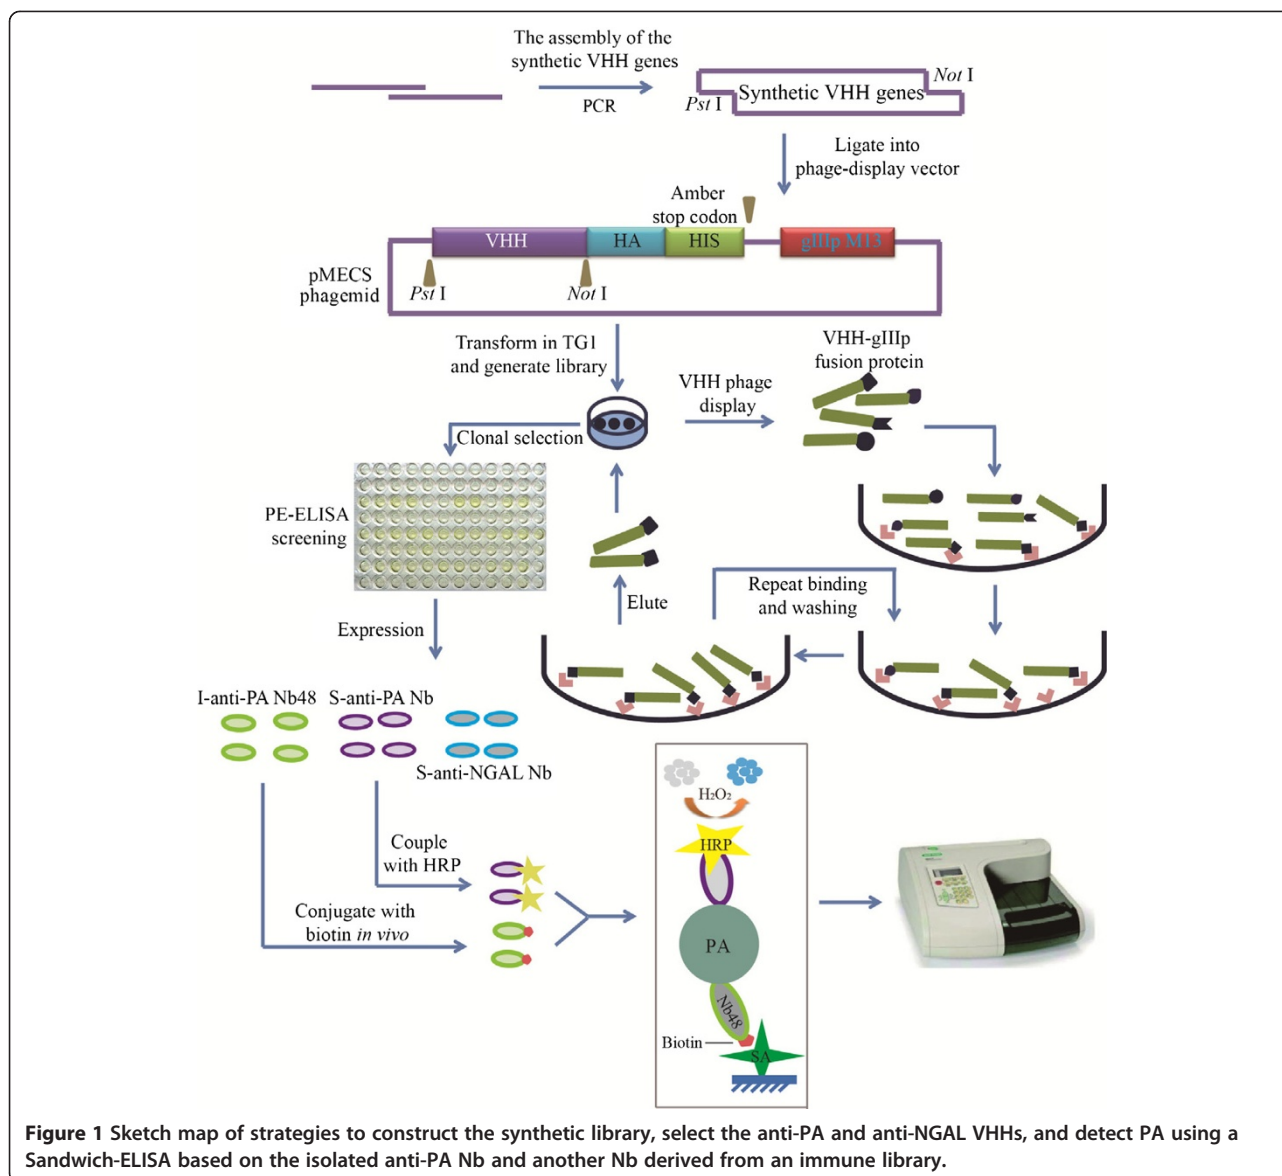 The assembly of the
synthetic VHH genes
PCR
Not I
Synthetic VHH genes
Pst I
Ligate into
phage-display vector
Amber
stop codon
VHH
HA
HIS
gIIIp M13
pMECS
phagemid
Pst I
Not I
Transform in TG1
and generate library
VHH-gIIIp
fusion protein
VHH phage
display
Clonal selection
PE-ELISA
screening
Repeat binding
and washing
Elute
Expression
I-anti-PA Nb48
S-anti-PA Nb
S-anti-NGAL Nb
H₂O₂
HRP
Couple
with HRP
Conjugate with
biotin in vivo
PA
Nb48
Biotin
SA
Figure 1 Sketch map of strategies to construct the synthetic library, select the anti-PA and anti-NGAL VHHs, and detect PA using a
Sandwich-ELISA based on the isolated anti-PA Nb and another Nb derived from an immune library.